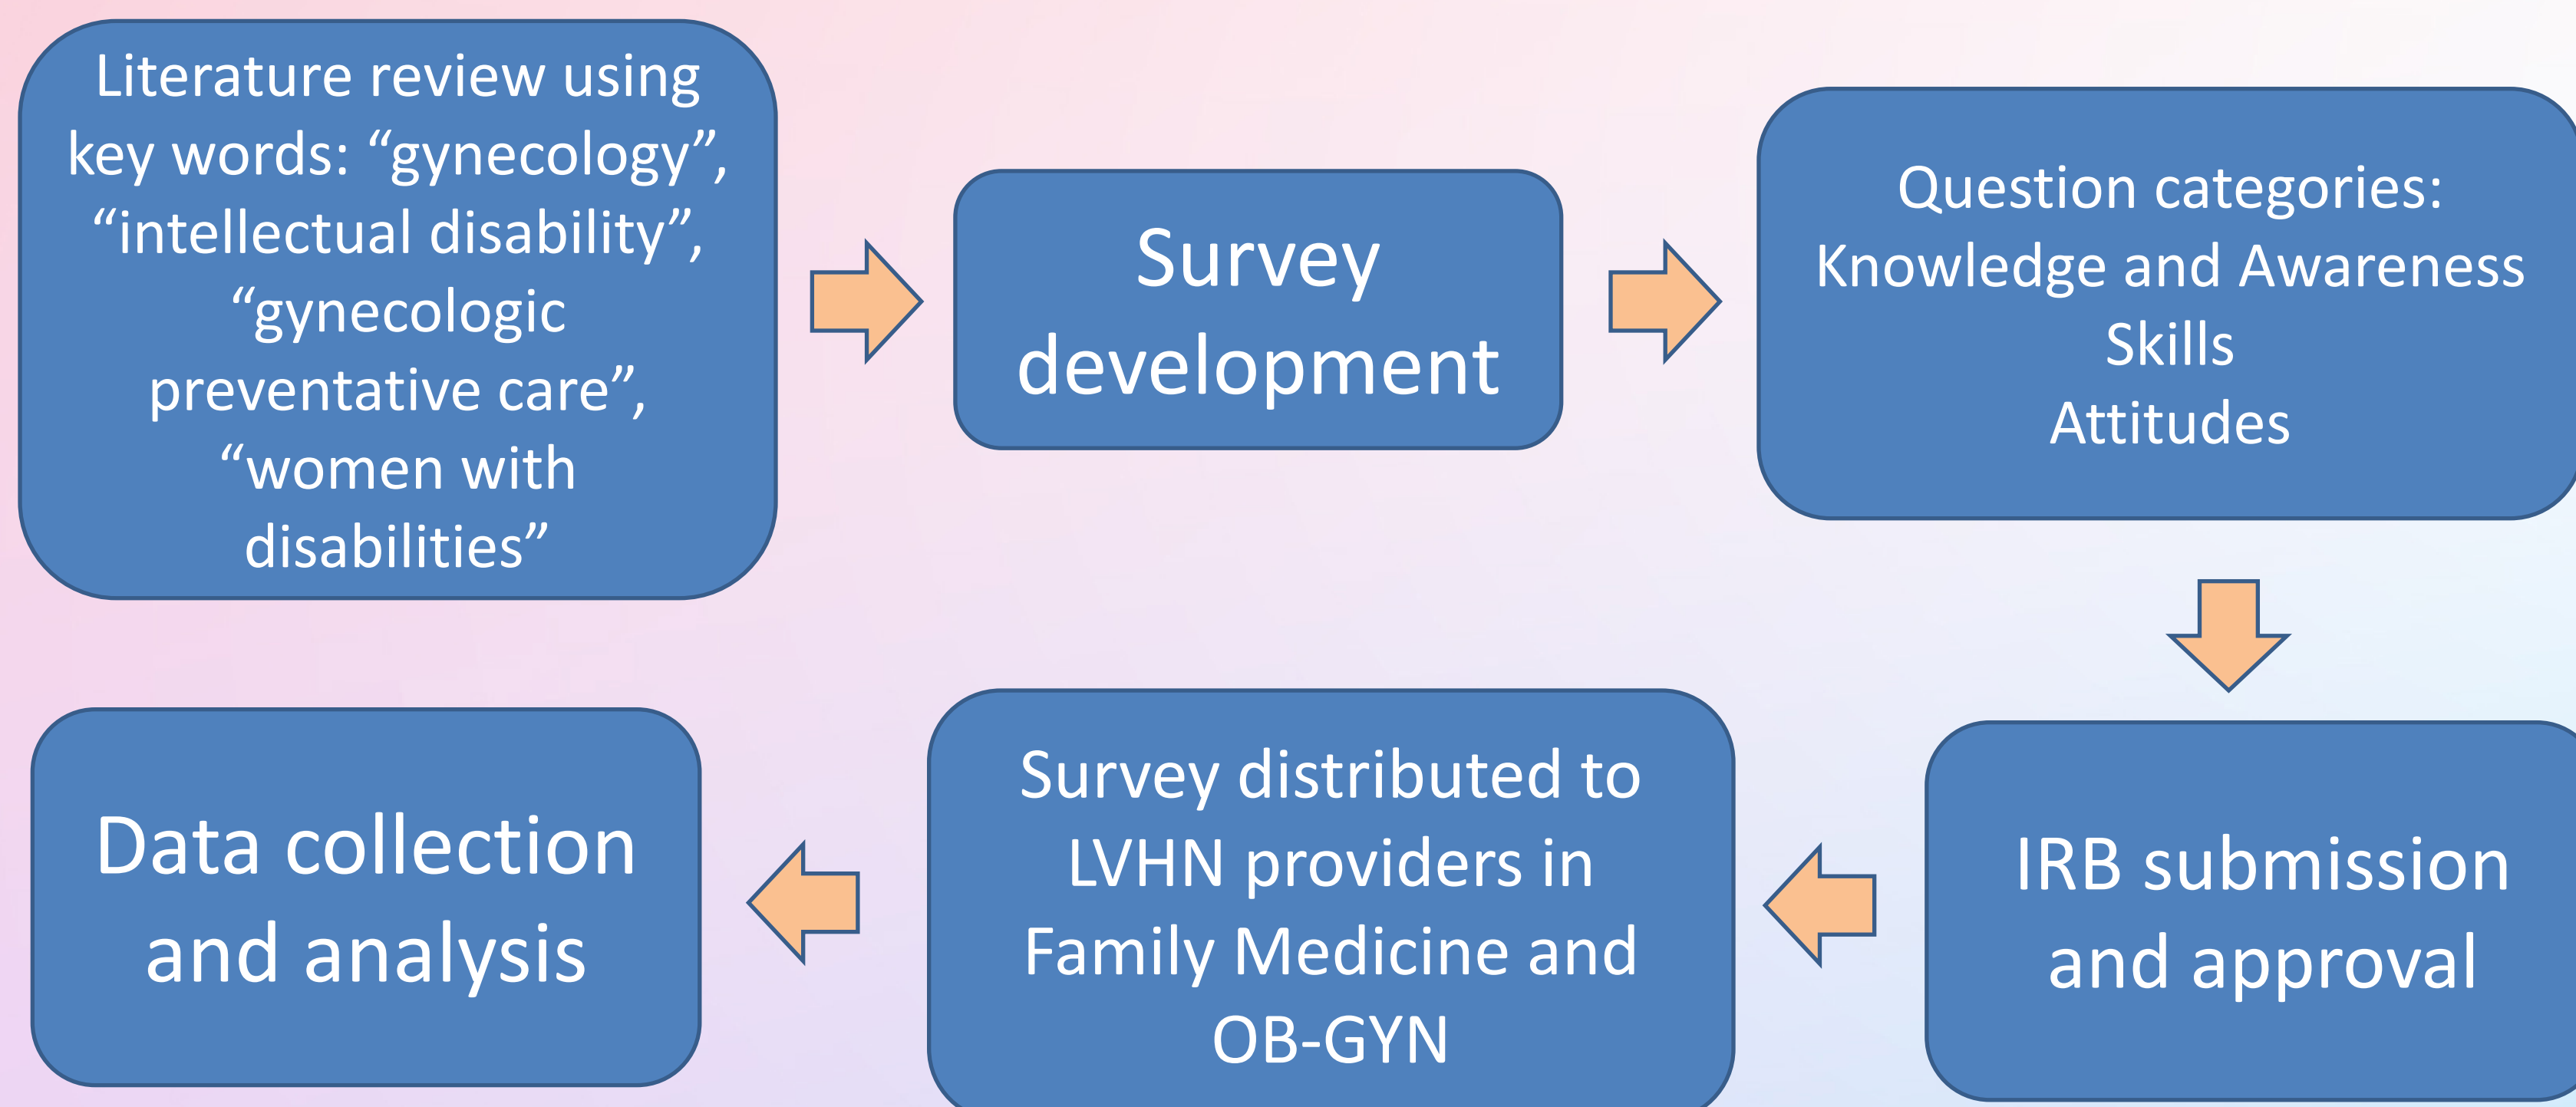 Literature review using
key words: “gynecology”,
“intellectual disability”,
“gynecologic
preventative care”,
“women with
disabilities”
Survey
development
Question categories:
Knowledge and Awareness
Skills
Attitudes
IRB submission
and approval
Survey distributed to
LVHN providers in
Family Medicine and
OB-GYN
Data collection
and analysis